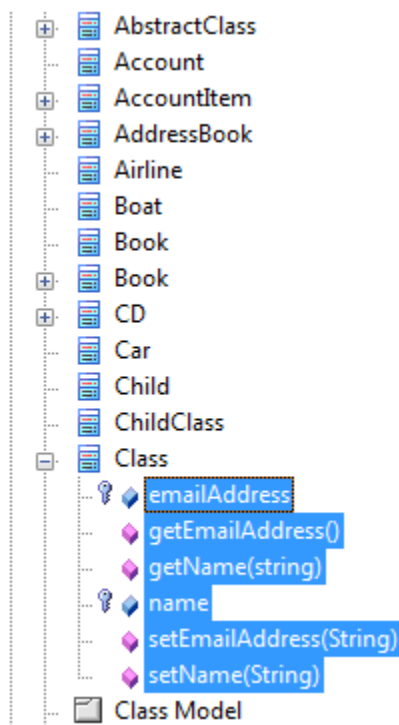 AbstractClass
Account
AccountItem
AddressBook
Airline
Boat
Book
Book
CD
Car
Child
ChildClass
Class
emailAddress
getEmailAddress()
getName(string)
name
setEmailAddress(String)
setName(String)
Class Model